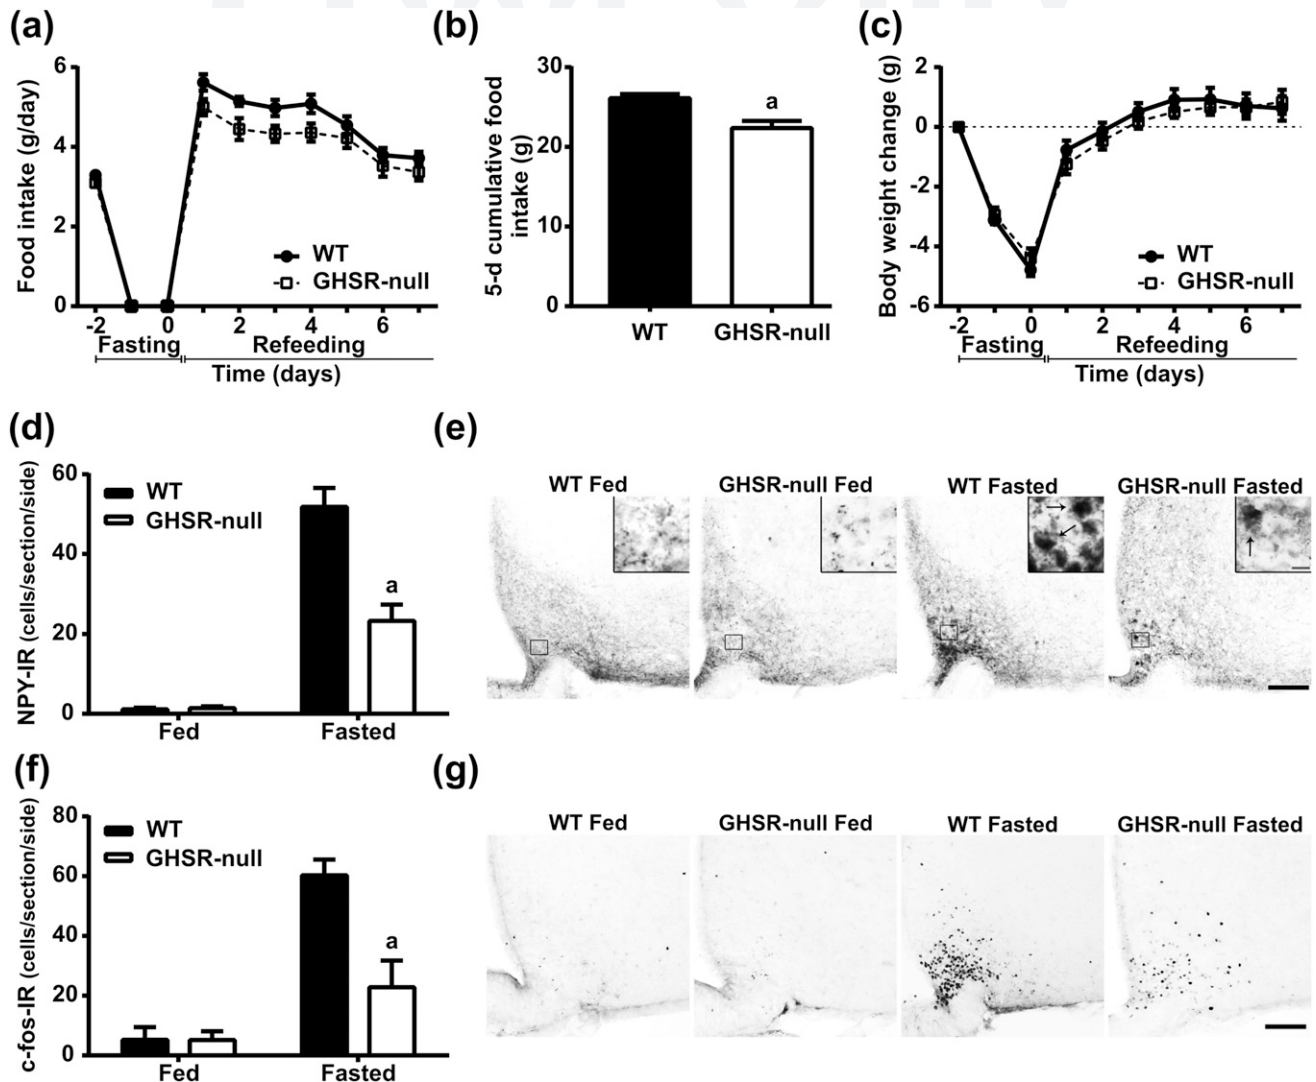 (a)
Food intake (g/day)
6
4
2
0
WT
GHSR-null
-2 0 2 4 6
Fasting Refeeding
Time (days)
(b)
5-d cumulative food
intake (g)
30
20
10
0
a
WT GHSR-null
(c)
Body weight change (g)
2
0
-2
-4
-6
WT
GHSR-null
-2 0 2 4 6
Fasting Refeeding
Time (days)
(d)
NPY-IR (cells/section/side)
60
40
20
0
WT
GHSR-null
a
Fed Fasted
(e)
WT Fed GHSR-null Fed WT Fasted GHSR-null Fasted
(f)
c-fos-IR (cells/section/side)
80
60
40
20
0
WT
GHSR-null
a
Fed Fasted
(g)
WT Fed GHSR-null Fed WT Fasted GHSR-null Fasted